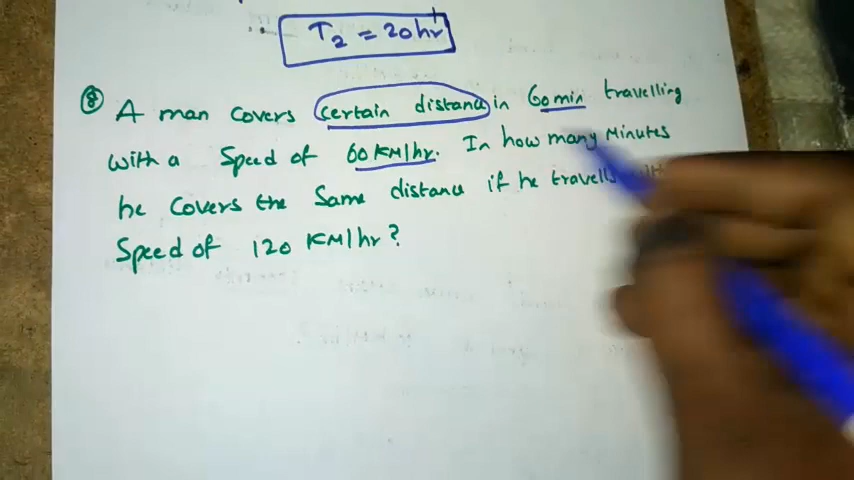 T2 = 20hr
⑧ A man covers certain distance in 60 min travelling
with a Speed of 60 KM/hr. In how many Minutes
he covers the Same distance if he travells
Speed of 120 KM/hr?